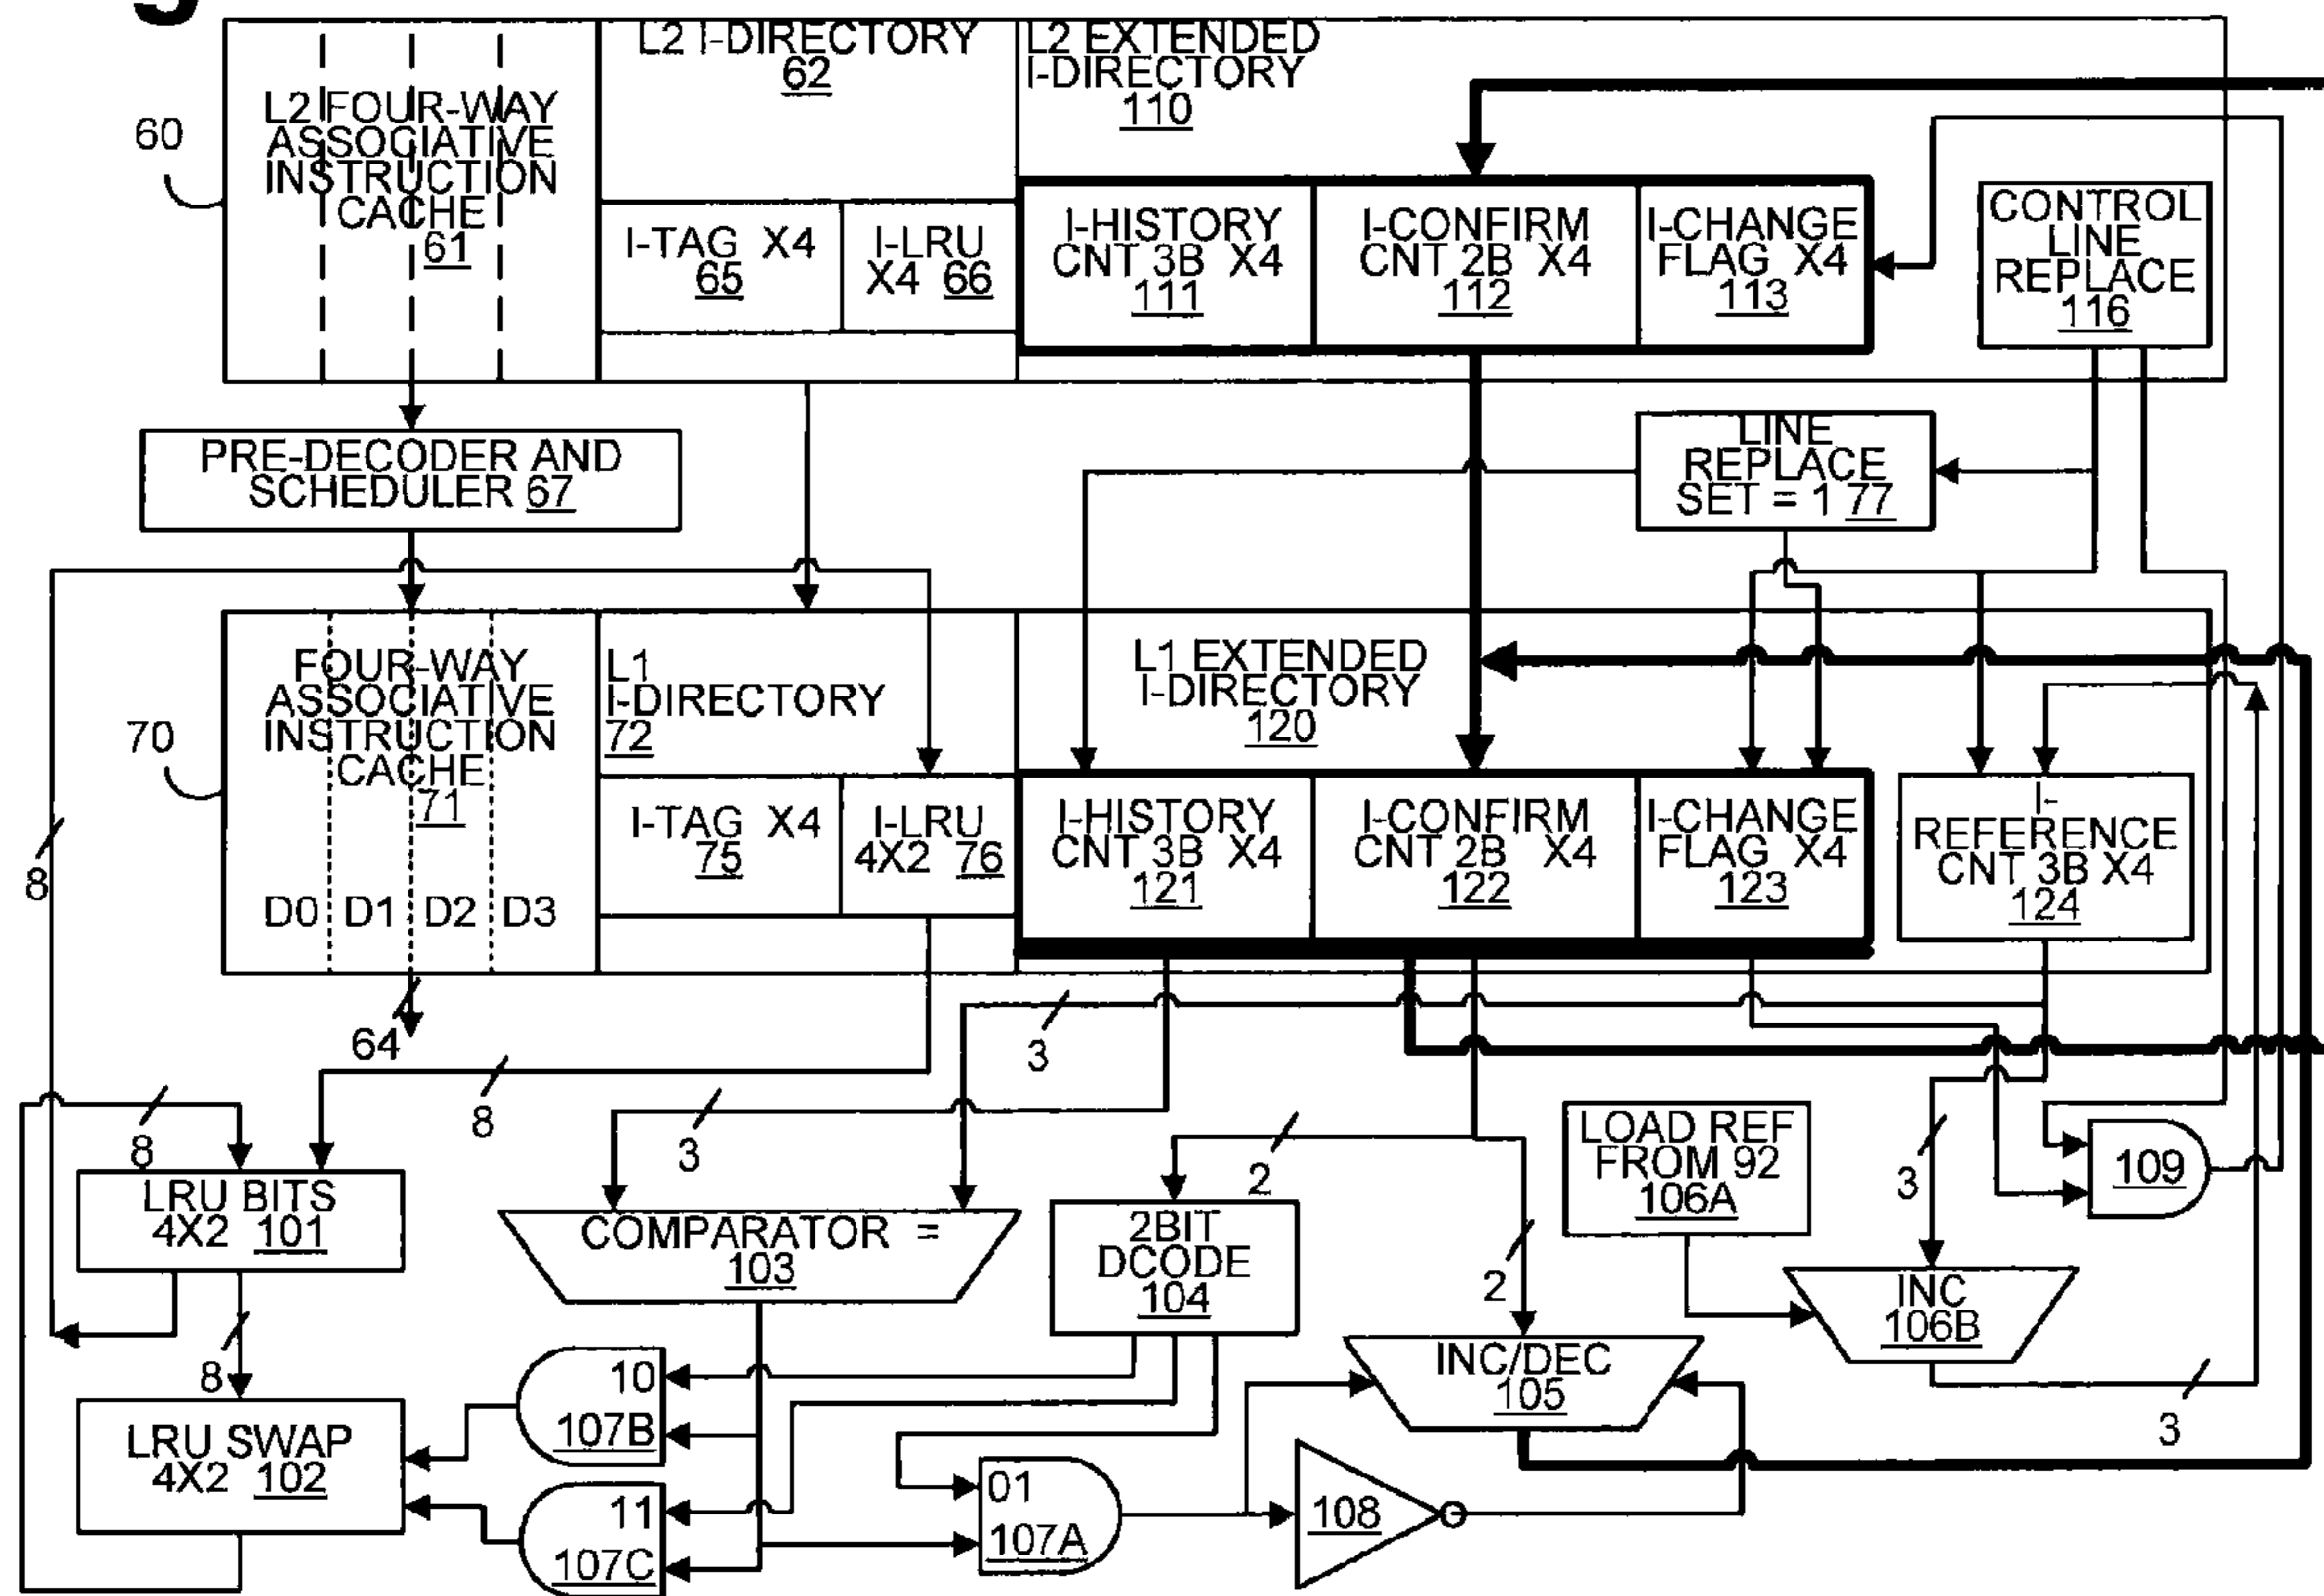 L2 FOUR-WAY
ASSOCIATIVE
INSTRUCTION
CACHE
61
L2 I-DIRECTORY
62
L2 EXTENDED
I-DIRECTORY
110
60
I-TAG X4
65
I-LRU
X4 66
I-HISTORY
CNT 3B X4
111
I-CONFIRM
CNT 2B X4
112
I-CHANGE
FLAG X4
113
CONTROL
LINE
REPLACE
116
PRE-DECODER AND
SCHEDULER 67
LINE
REPLACE
SET = 1 77
FOUR-WAY
ASSOCIATIVE
INSTRUCTION
CACHE
71
D0 D1 D2 D3
L1
I-DIRECTORY
72
L1 EXTENDED
I-DIRECTORY
120
70
8
I-TAG X4
75
I-LRU
4X2 76
I-HISTORY
CNT 3B X4
121
I-CONFIRM
CNT 2B X4
122
I-CHANGE
FLAG X4
123
I-
REFERENCE
CNT 3B X4
124
64
8
3
8
3
2
3
LRU BITS
4X2 101
COMPARATOR =
103
2BIT
DCODE
104
2
LOAD REF
FROM 92
106A
109
INC
106B
8
INC/DEC
105
3
LRU SWAP
4X2 102
10
107B
11
107C
01
107A
108